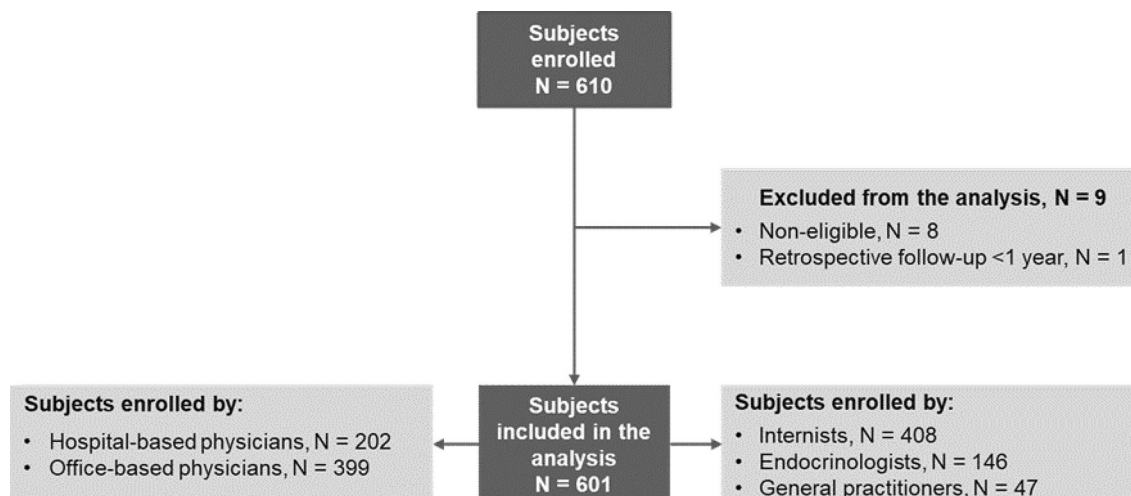 Subjects
enrolled
N = 610
Excluded from the analysis, N = 9
• Non-eligible, N = 8
• Retrospective follow-up <1 year, N = 1
Subjects enrolled by:
• Hospital-based physicians, N = 202
• Office-based physicians, N = 399
Subjects
included in the
analysis
N = 601
Subjects enrolled by:
• Internists, N = 408
• Endocrinologists, N = 146
• General practitioners, N = 47